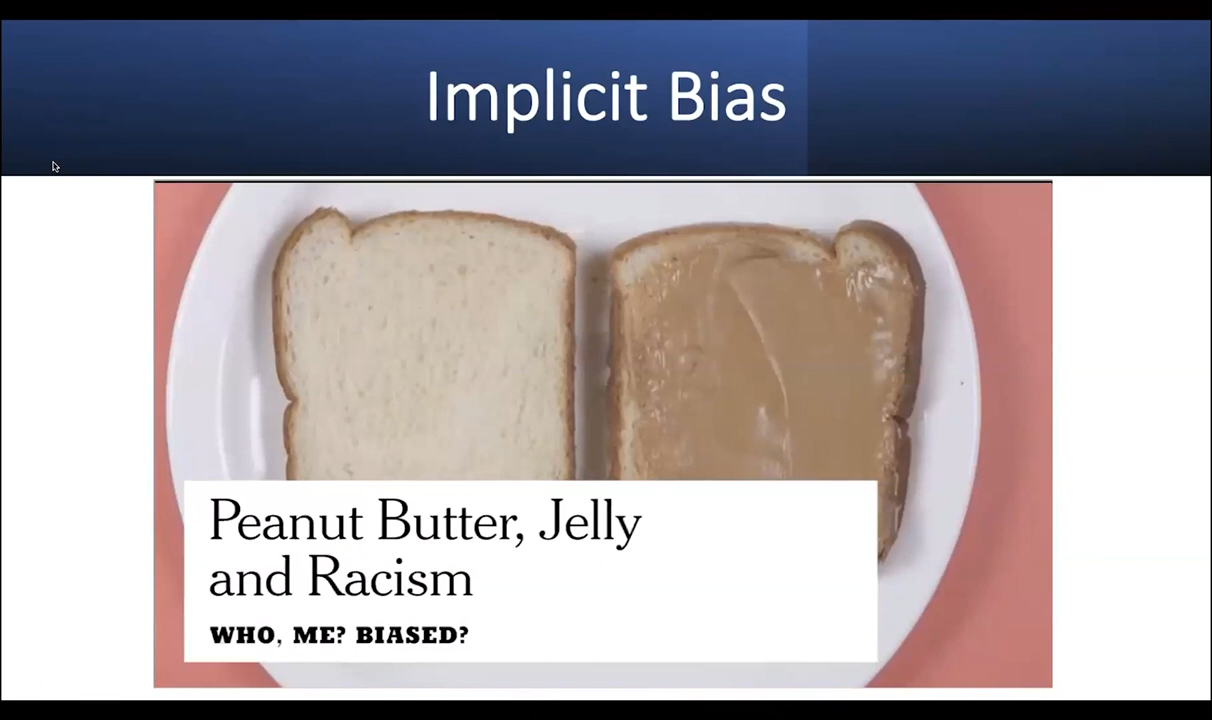 Implicit Bias
Peanut Butter, Jelly
and Racism
WHO, ME? BIASED?